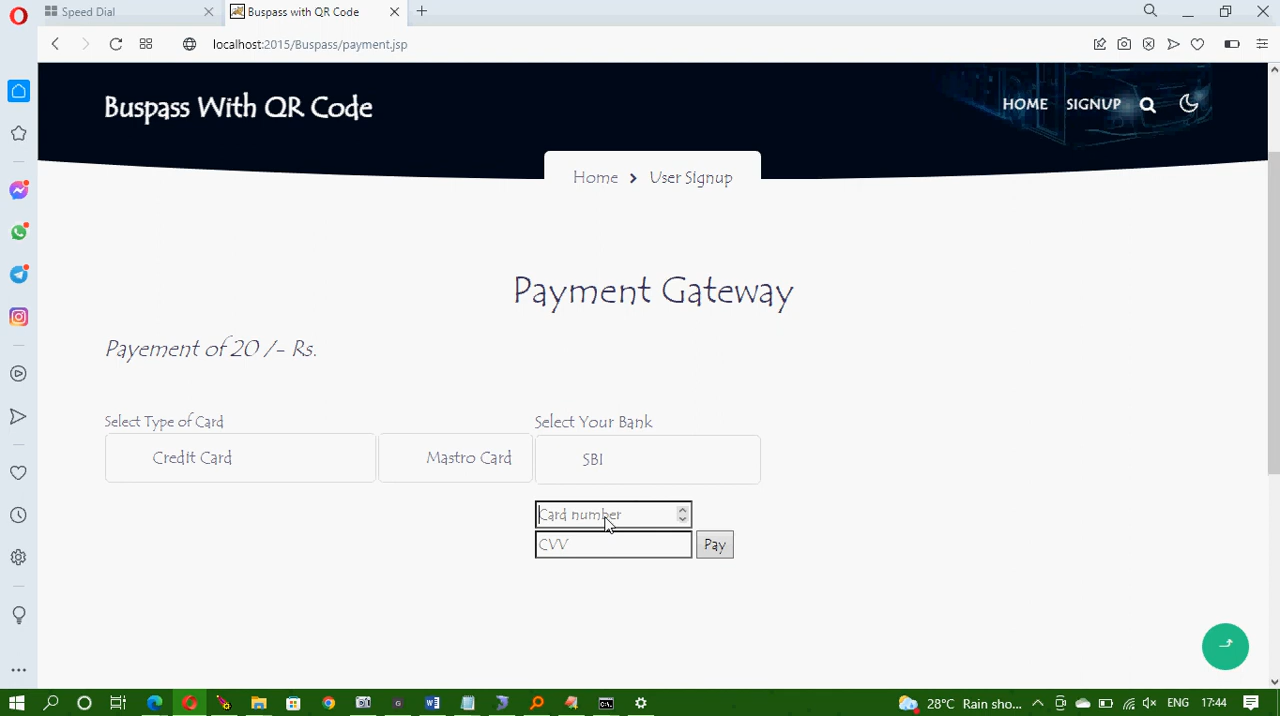 Speed Dial
Buspass with QR Code
localhost:2015/Buspass/payment.jsp
Buspass With QR Code
HOME SIGNUP
Home > User Signup
Payment Gateway
Payement of 20 /- Rs.
Select Type of Card
Select Your Bank
Credit Card
Mastro Card
SBI
Card number
CVV
Pay
28°C Rain sho...
ENG
17:44